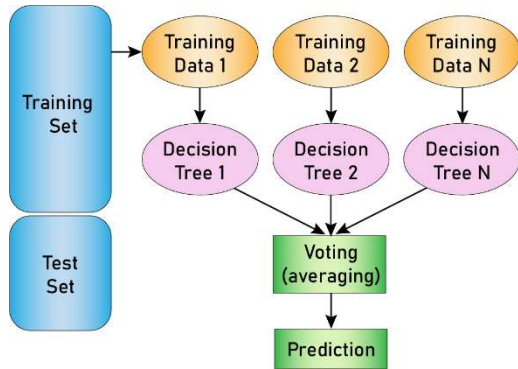 Training
Set
Test
Set
Training
Data 1
Training
Data 2
Training
Data N
Decision
Tree 1
Decision
Tree 2
Decision
Tree N
Voting
(averaging)
Prediction